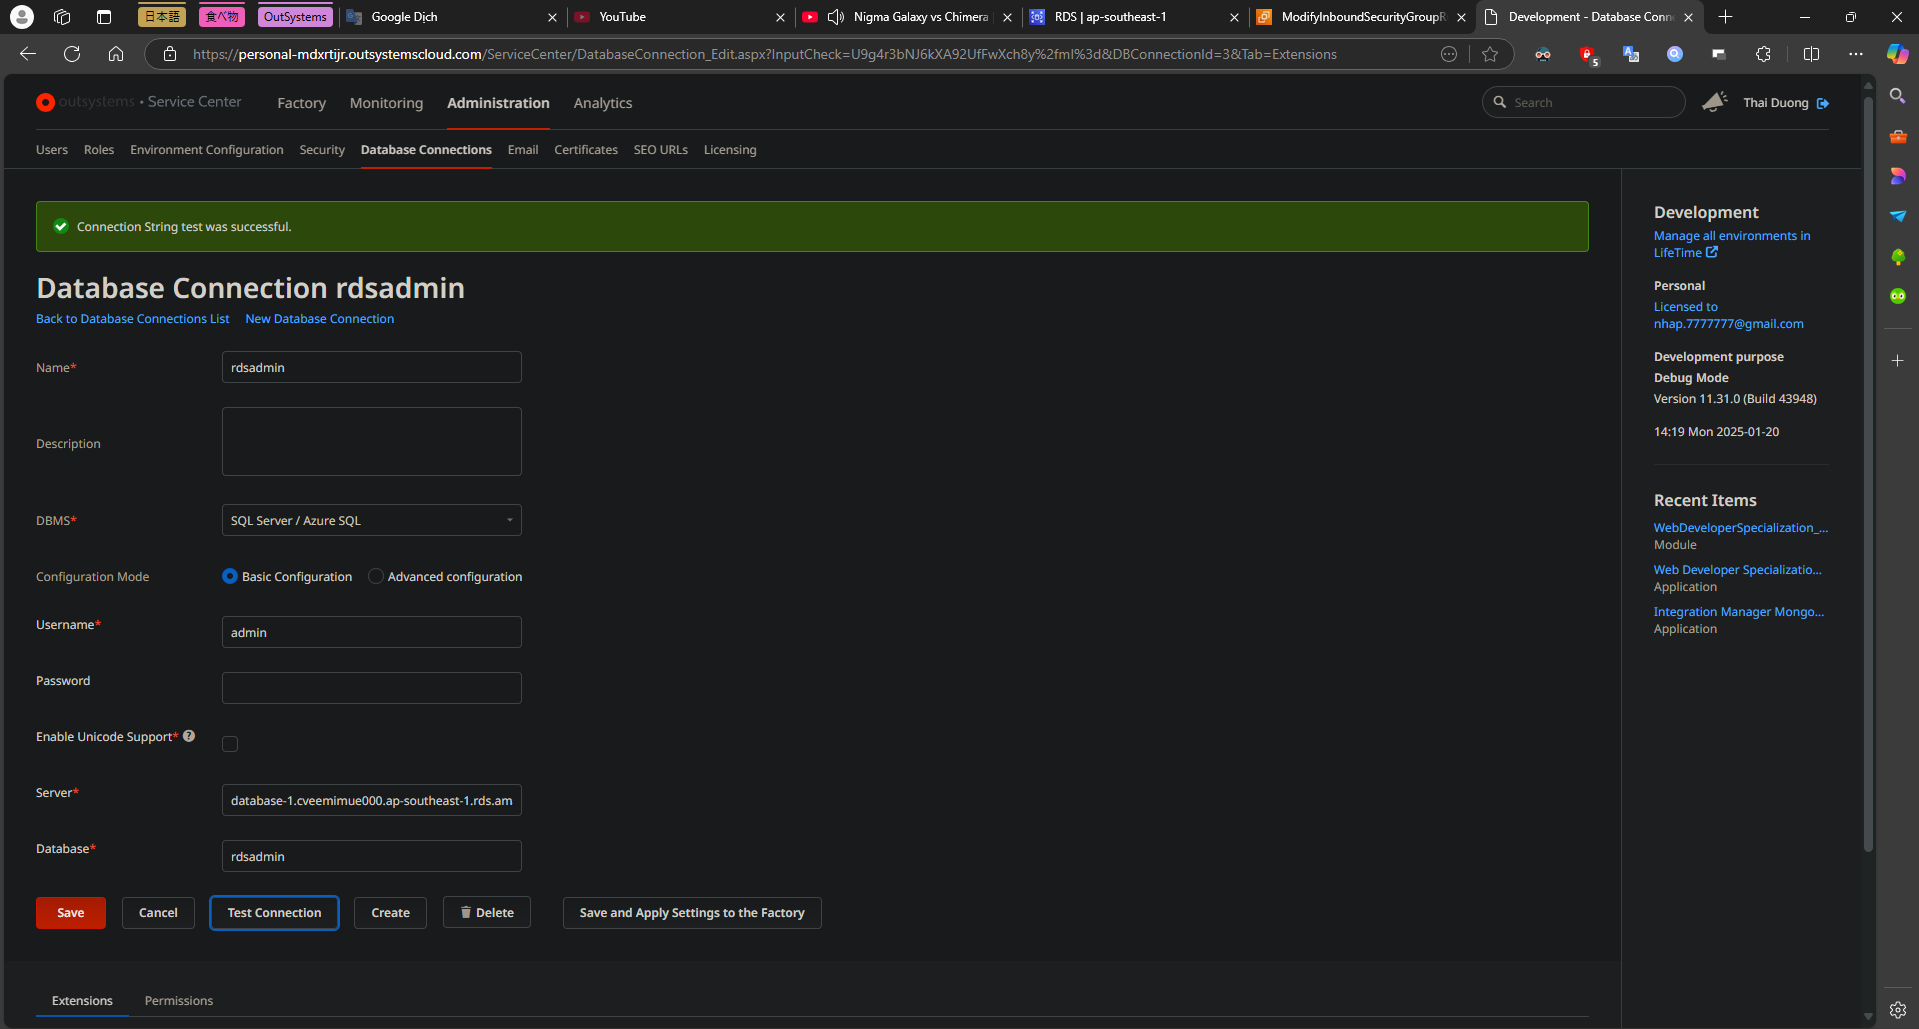 日本語
食べ物
OutSystems
Google Dịch
YouTube
Nigma Galaxy vs Chimera
RDS | ap-southeast-1
ModifyInboundSecurityGroupR
Development - Database Conn
https://personal-mdxrtijr.outsystemscloud.com/ServiceCenter/DatabaseConnection_Edit.aspx?InputCheck=U9g4r3bNJ6kXA92UfFwXch8y%2fmI%3d&DBConnectionId=3&Tab=Extensions
5
outsystems • Service Center
Factory
Monitoring
Administration
Analytics
Search
Thai Duong
Users
Roles
Environment Configuration
Security
Database Connections
Email
Certificates
SEO URLs
Licensing
Connection String test was successful.
Database Connection rdsadmin
Back to Database Connections List
New Database Connection
Name*
rdsadmin
Description
DBMS*
SQL Server / Azure SQL
Configuration Mode
Basic Configuration
Advanced configuration
Username*
admin
Password
Enable Unicode Support* ?
Server*
database-1.cveemimue000.ap-southeast-1.rds.am
Database*
rdsadmin
Save
Cancel
Test Connection
Create
Delete
Save and Apply Settings to the Factory
Extensions
Permissions
Development
Manage all environments in
LifeTime
Personal
Licensed to
nhap.7777777@gmail.com
Development purpose
Debug Mode
Version 11.31.0 (Build 43948)
14:19 Mon 2025-01-20
Recent Items
WebDeveloperSpecialization_...
Module
Web Developer Specializatio...
Application
Integration Manager Mongo...
Application